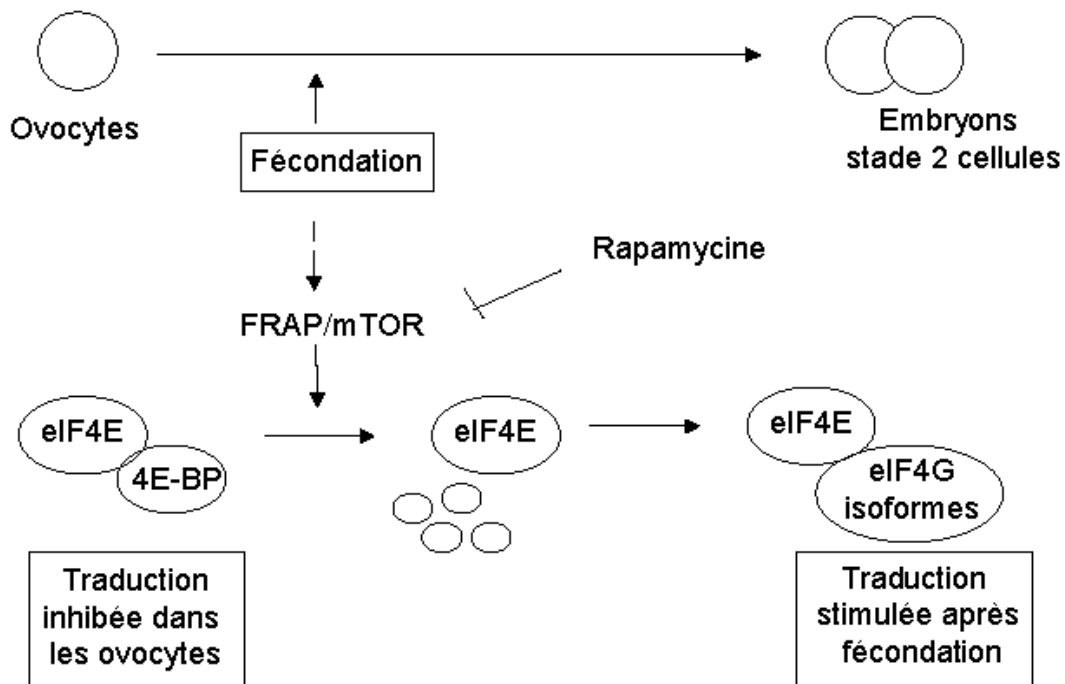 Ovocytes
Embryons
stade 2 cellules
Fécondation
Rapamycine
FRAP/mTOR
eIF4E
4E-BP
eIF4E
eIF4E
eIF4G
isoformes
Traduction
inhibée dans
les ovocytes
Traduction
stimulée après
fécondation